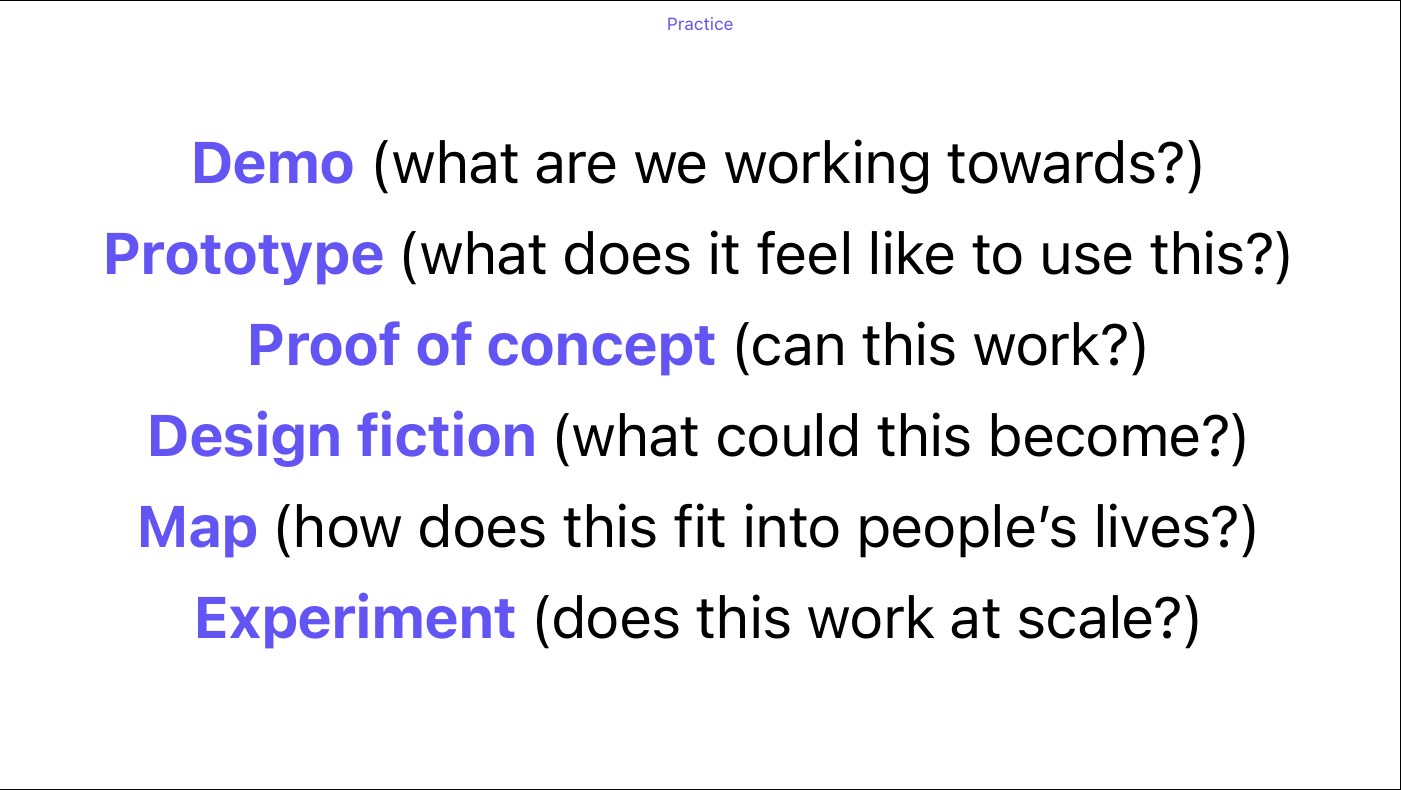 Practice
Demo (what are we working towards?)
Prototype (what does it feel like to use this?)
Proof of concept (can this work?)
Design fiction (what could this become?)
Map (how does this fit into people’s lives?)
Experiment (does this work at scale?)